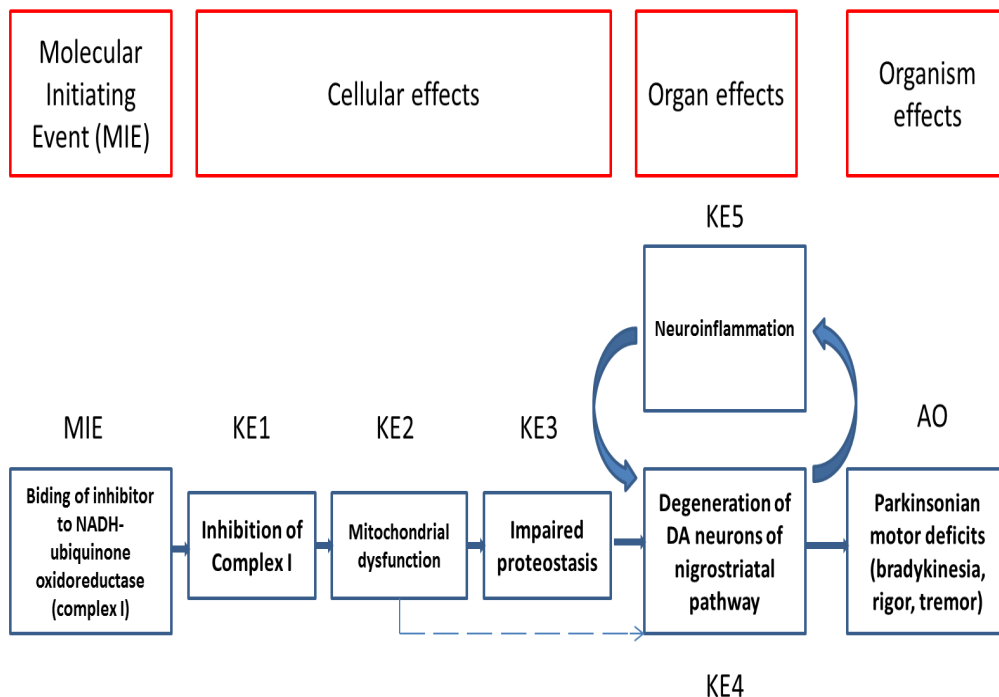 Molecular
Initiating
Event (MIE)
Cellular effects
Organ effects
Organism
effects
KE5
Neuroinflammation
MIE
KE1
KE2
KE3
AO
Biding of inhibitor
to NADH-
ubiquinone
oxidoreductase
(complex I)
Inhibition of
Complex I
Mitochondrial
dysfunction
Impaired
proteostasis
Degeneration of
DA neurons of
nigrostriatal
pathway
Parkinsonian
motor deficits
(bradykinesia,
rigor, tremor)
KE4